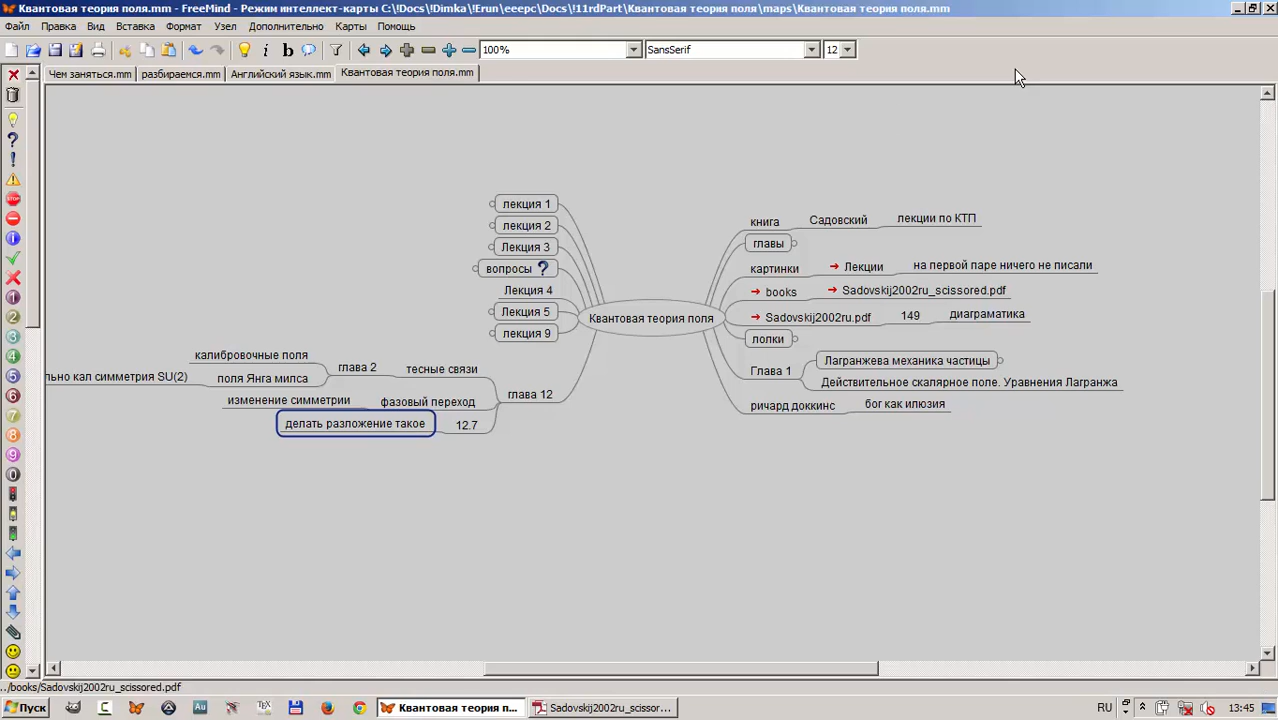 Квантовая теория поля.mm - FreeMind - Режим интеллект-карты C:\!Docs\!Dimka\!Erun\eeepc\Docs\!11rdPart\Квантовая теория поля\maps\Квантовая теория поля.mm
Файл Правка Вид Вставка Формат Узел Дополнительно Карты Помощь
100% SansSerif 12
Чем заняться.mm разбираемся.mm Английский язык.mm Квантовая теория поля.mm
лекция 1
лекция 2
Лекция 3
вопросы
Лекция 4
Лекция 5
лекция 9
калибровочные поля
глава 2 тесные связи
льно кал симметрия SU(2) поля Янга милса
изменение симметрии фазовый переход
глава 12
делать разложение такое 12.7
Квантовая теория поля
книга Садовский лекции по КТП
главы
картинки Лекции на первой паре ничего не писали
books Sadovskij2002ru_scissored.pdf
Sadovskij2002ru.pdf 149 диаграматика
полки
Глава 1 Лагранжева механика частицы
Действительное скалярное поле. Уравнения Лагранжа
ричард доккинс бог как илюзия
../books/Sadovskij2002ru_scissored.pdf
Пуск Квантовая теория п... Sadovskij2002ru_scissor... RU 13:45